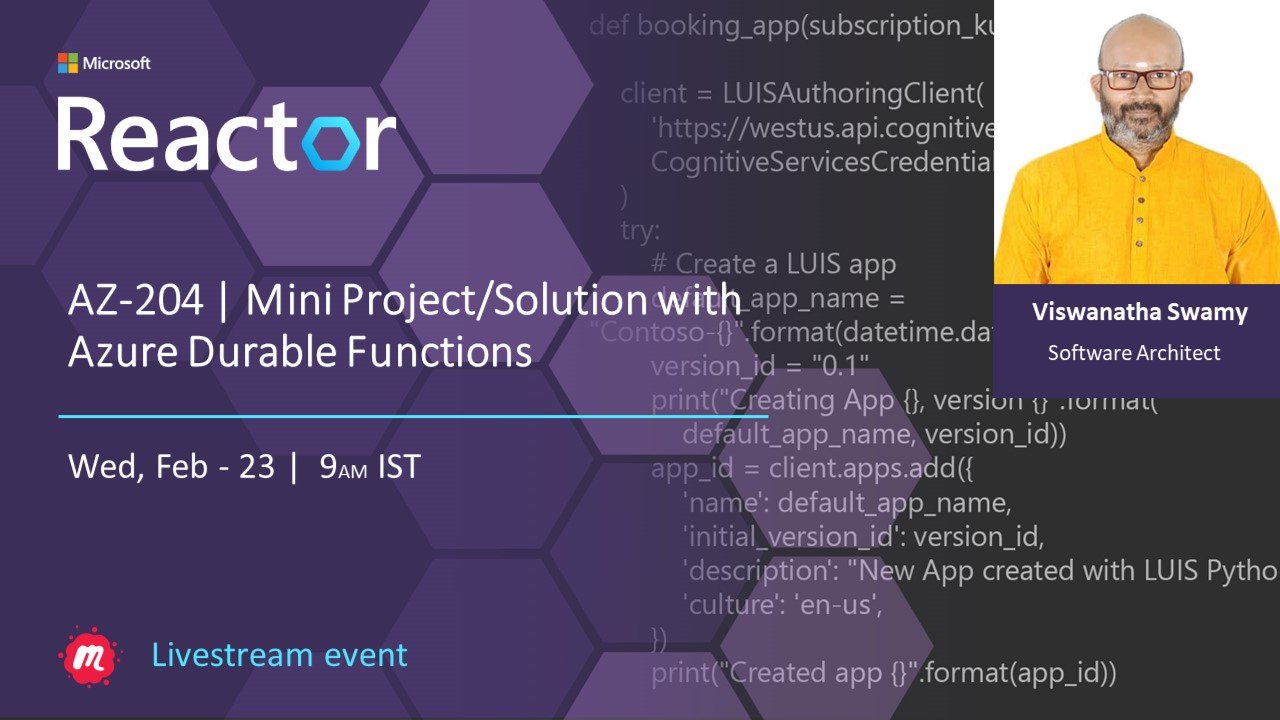 Microsoft
Reactor
AZ-204 | Mini Project/Solution with
Azure Durable Functions
Wed, Feb - 23 | 9AM IST
Livestream event
def booking_app(subscription_ku
client = LUISAuthoringClient(
'https://westus.api.cognitive
CognitiveServicesCredential
)
try:
# Create a LUIS app
default_app_name =
"Contoso-{}".format(datetime.dat
version_id = "0.1"
print("Creating App {}, version {}".format(
default_app_name, version_id))
app_id = client.apps.add({
'name': default_app_name,
'initial_version_id': version_id,
'description': "New App created with LUIS Pytho
'culture': 'en-us',
})
print("Created app {}".format(app_id))
Viswanatha Swamy
Software Architect